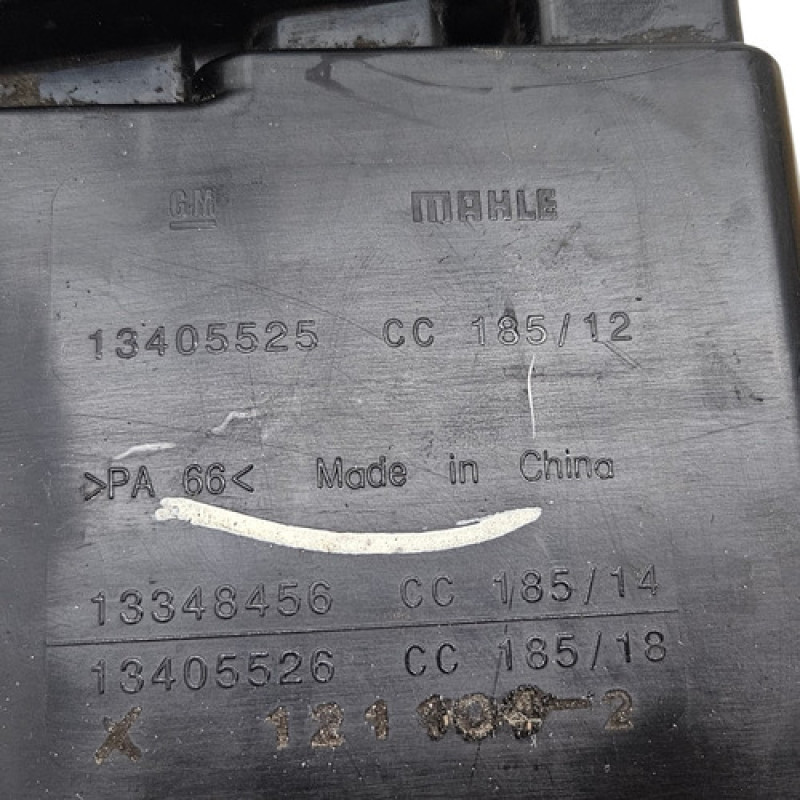 GM MAHLE
13405525 CC 185/12
>PA 66< Made in China
13348456 CC 185/14
13405526 CC 185/18
X